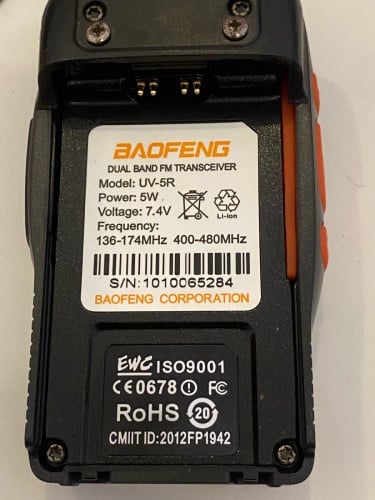 BAOFENG
DUAL BAND FM TRANSCEIVER
Model: UV-5R
Power: 5W
Voltage: 7.4V
Li-ion
Frequency:
136-174MHz 400-480MHz
S/N:1010065284
BAOFENG CORPORATION
EWC ISO9001
CE0678 FC
RoHS 20
CMIIT ID:2012FP1942